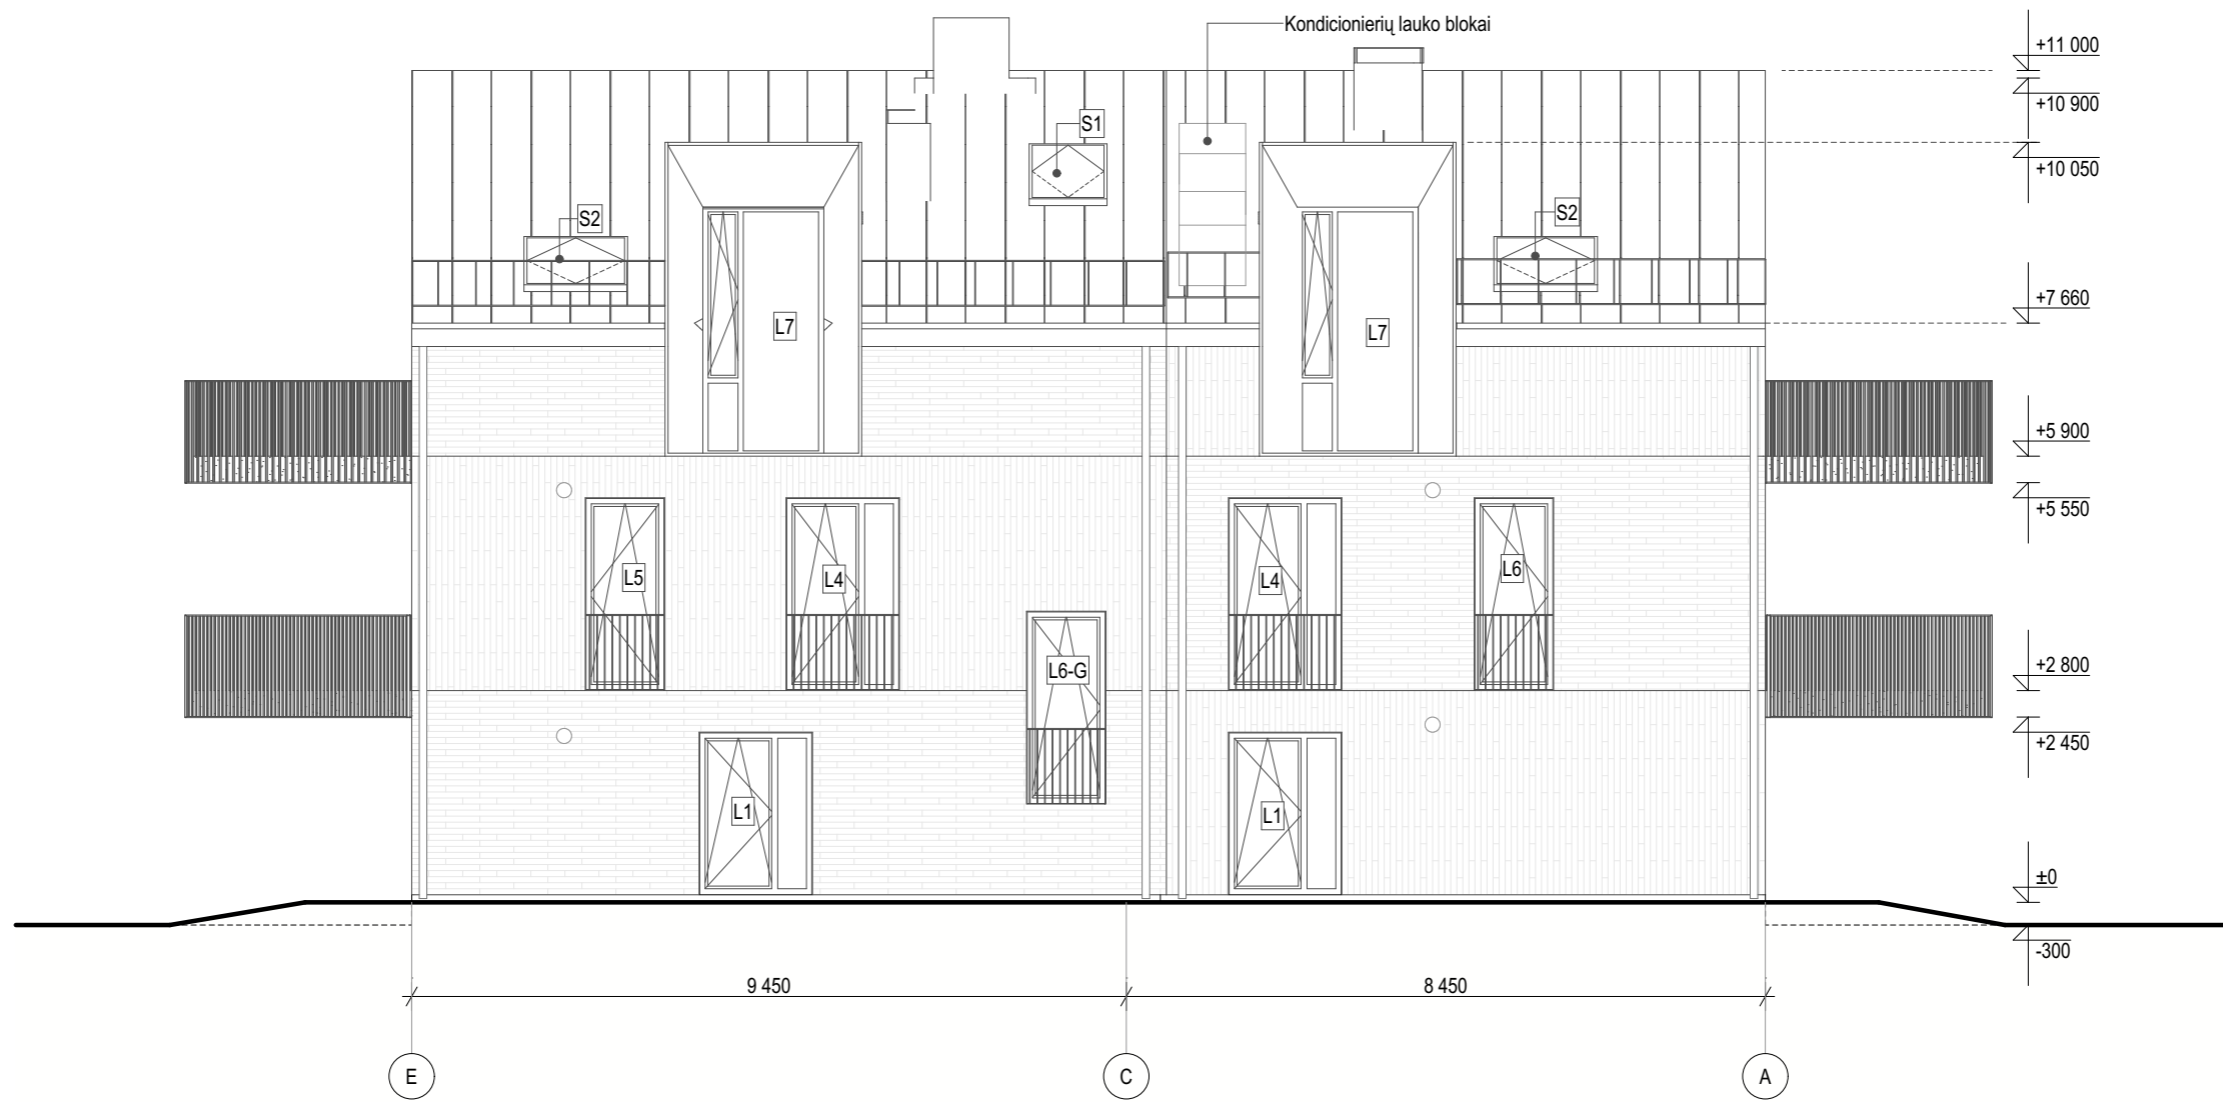 Kondicionierių lauko blokai
+11 000
+10 900
S1
+10 050
S2
S2
+7 660
L7
L7
+5 900
+5 550
L5
L4
L4
L6
L6-G
+2 800
+2 450
L1
L1
±0
-300
9 450
8 450
E
C
A